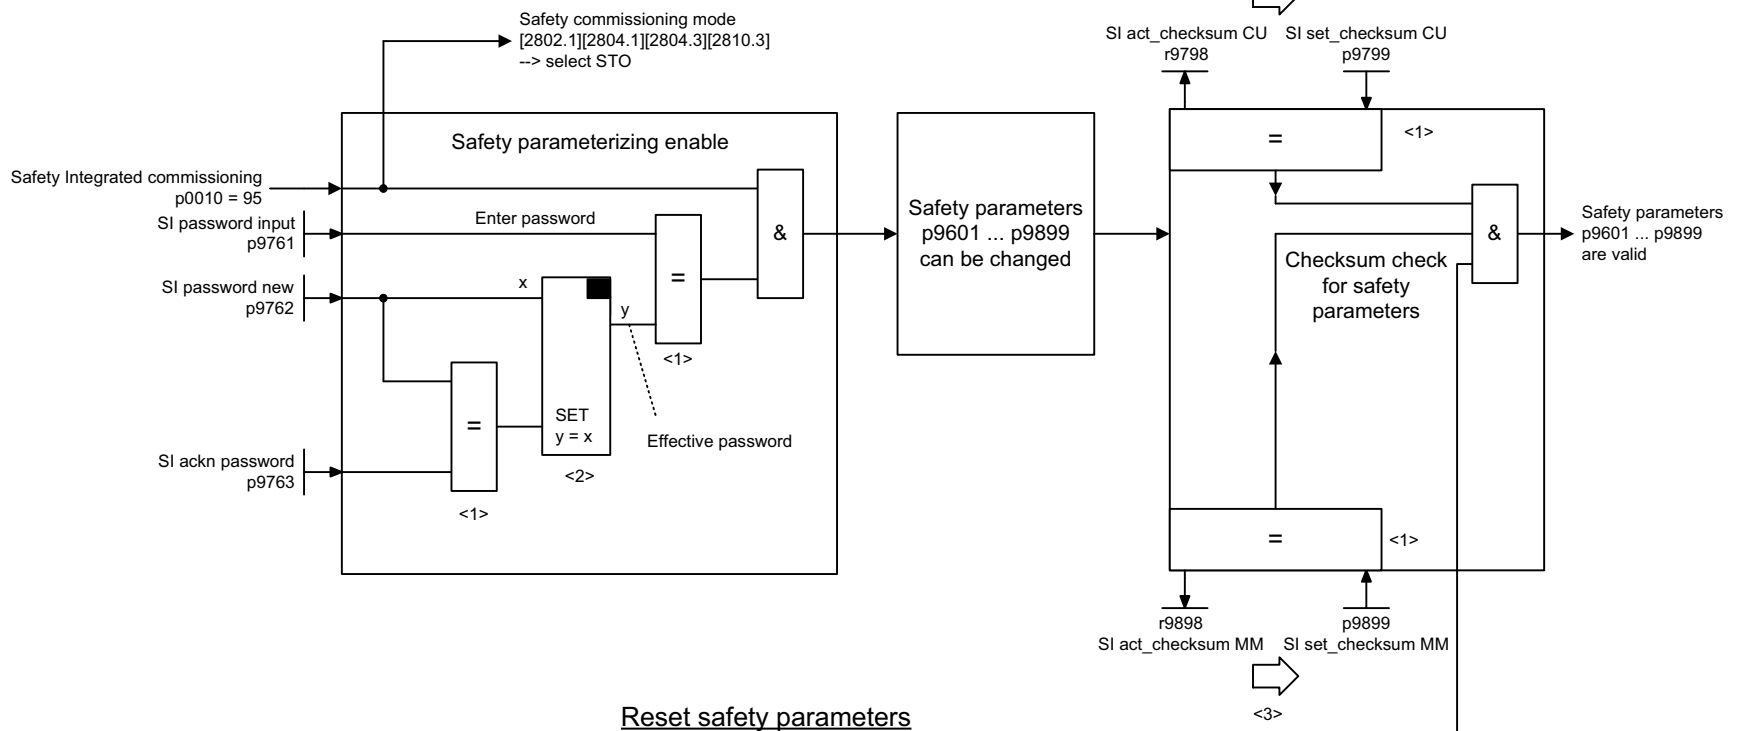 Safety commissioning mode
[2802.1][2804.1][2804.3][2810.3]
--> select STO
SI act_checksum CU
r9798
SI set_checksum CU
p9799
Safety parameterizing enable
=
<1>
Safety Integrated commissioning
p0010 = 95
SI password input
p9761
Enter password
&
=
<1>
SI password new
p9762
x
y
SET
y = x
<2>
Effective password
=
<1>
SI ackn password
p9763
Safety parameters
p9601 ... p9899
can be changed
&
Checksum check
for safety
parameters
Safety parameters
p9601 ... p9899
are valid
=
<1>
r9898
SI act_checksum MM
p9899
SI set_checksum MM
<3>
Reset safety parameters